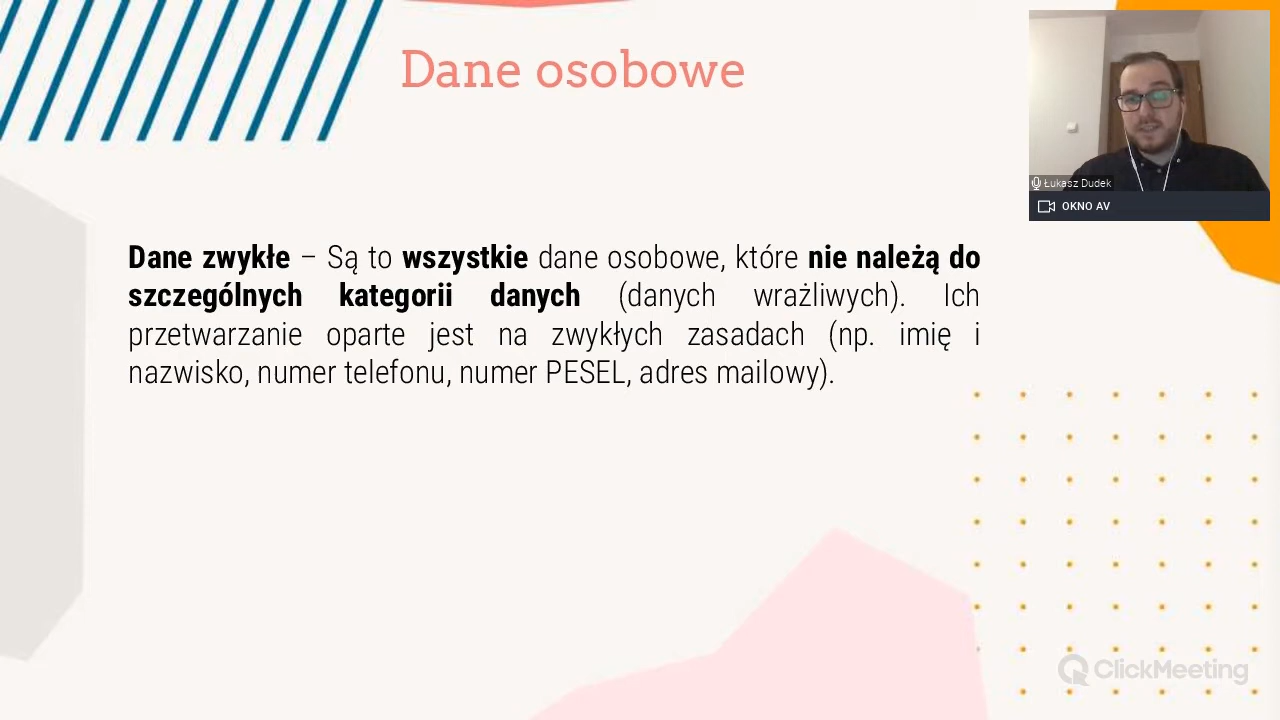 Dane osobowe
Łukasz Dudek
OKNO AV
Dane zwykłe – Są to wszystkie dane osobowe, które nie należą do
szczególnych kategorii danych (danych wrażliwych). Ich
przetwarzanie oparte jest na zwykłych zasadach (np. imię i
nazwisko, numer telefonu, numer PESEL, adres mailowy).
ClickMeeting